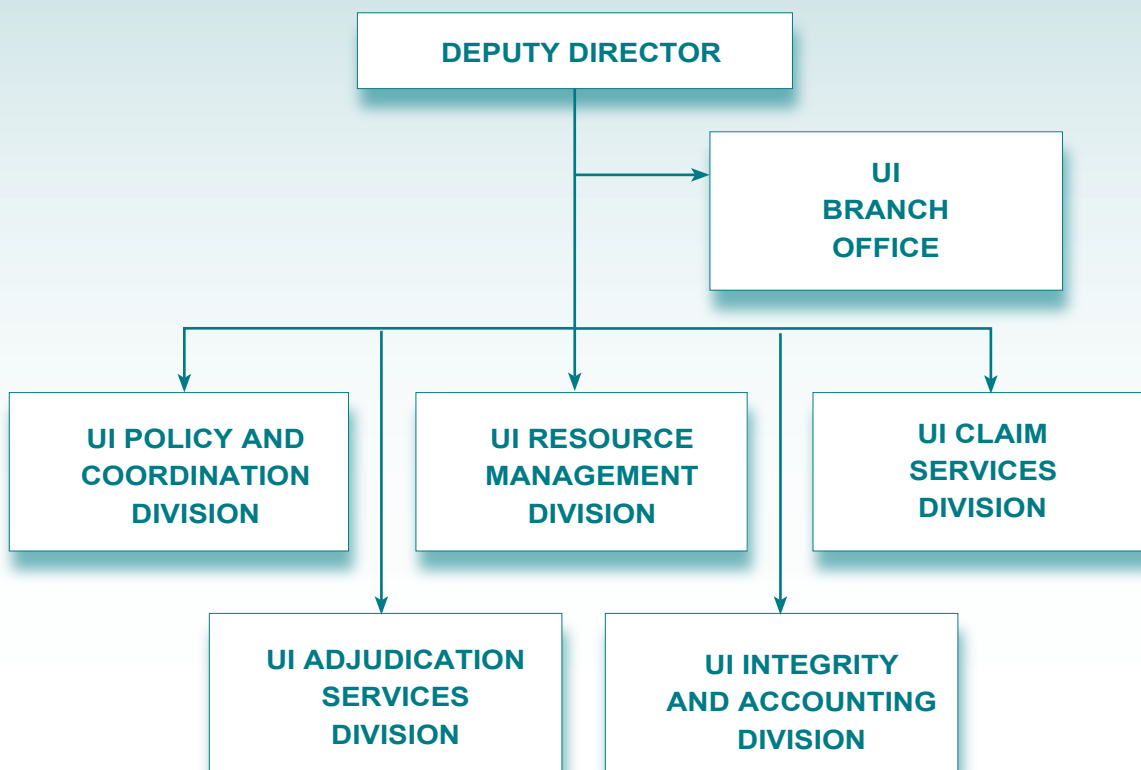 DEPUTY DIRECTOR
UI
BRANCH
OFFICE
UI POLICY AND
COORDINATION
DIVISION
UI RESOURCE
MANAGEMENT
DIVISION
UI CLAIM
SERVICES
DIVISION
UI ADJUDICATION
SERVICES
DIVISION
UI INTEGRITY
AND ACCOUNTING
DIVISION